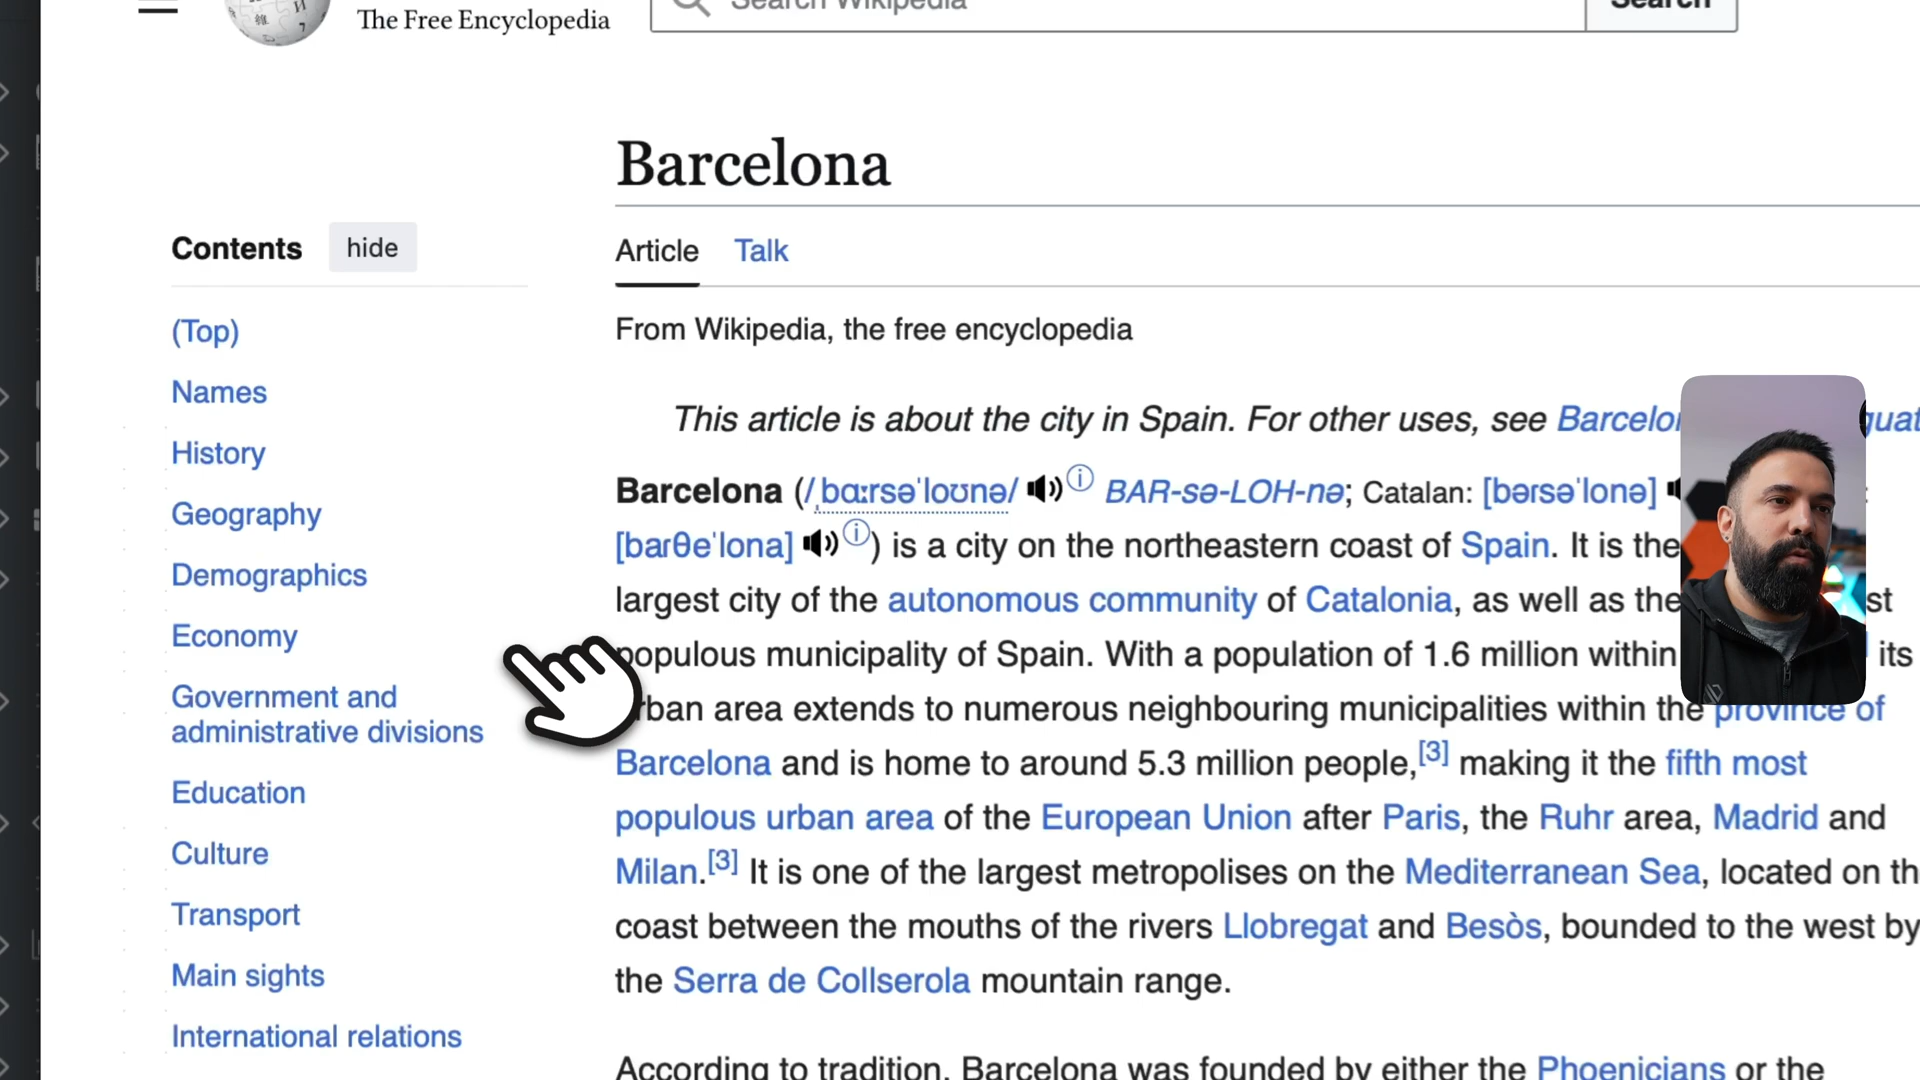 The Free Encyclopedia
Search Wikipedia
Search
Barcelona
Contents hide
Article Talk
(Top)
Names
History
Geography
Demographics
Economy
Government and
administrative divisions
Education
Culture
Transport
Main sights
International relations
From Wikipedia, the free encyclopedia
This article is about the city in Spain. For other uses, see
Barcelona (/ˌbɑːrsəˈloʊnə/ BAR-sə-LOH-nə; Catalan: [bərsəˈlonə]
[baɾθeˈlona] ) is a city on the northeastern coast of Spain. It is the
largest city of the autonomous community of Catalonia, as well as the
populous municipality of Spain. With a population of 1.6 million within its
urban area extends to numerous neighbouring municipalities within the province of
Barcelona and is home to around 5.3 million people,[3] making it the fifth most
populous urban area of the European Union after Paris, the Ruhr area, Madrid and
Milan.[3] It is one of the largest metropolises on the Mediterranean Sea, located on
coast between the mouths of the rivers Llobregat and Besòs, bounded to the west by
the Serra de Collserola mountain range.
According to tradition, Barcelona was founded by either the Phoenicians or the